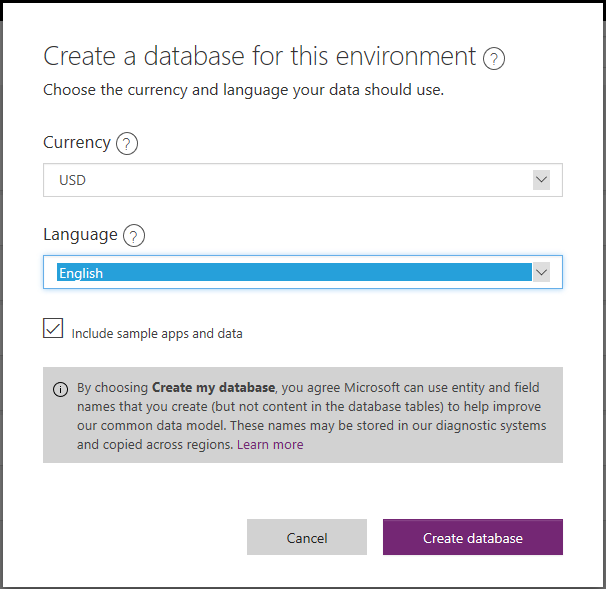 Create a database for this environment ?
Choose the currency and language your data should use.
Currency ?
USD
Language ?
English
Include sample apps and data
By choosing Create my database, you agree Microsoft can use entity and field
names that you create (but not content in the database tables) to help improve
our common data model. These names may be stored in our diagnostic systems
and copied across regions. Learn more
Cancel
Create database